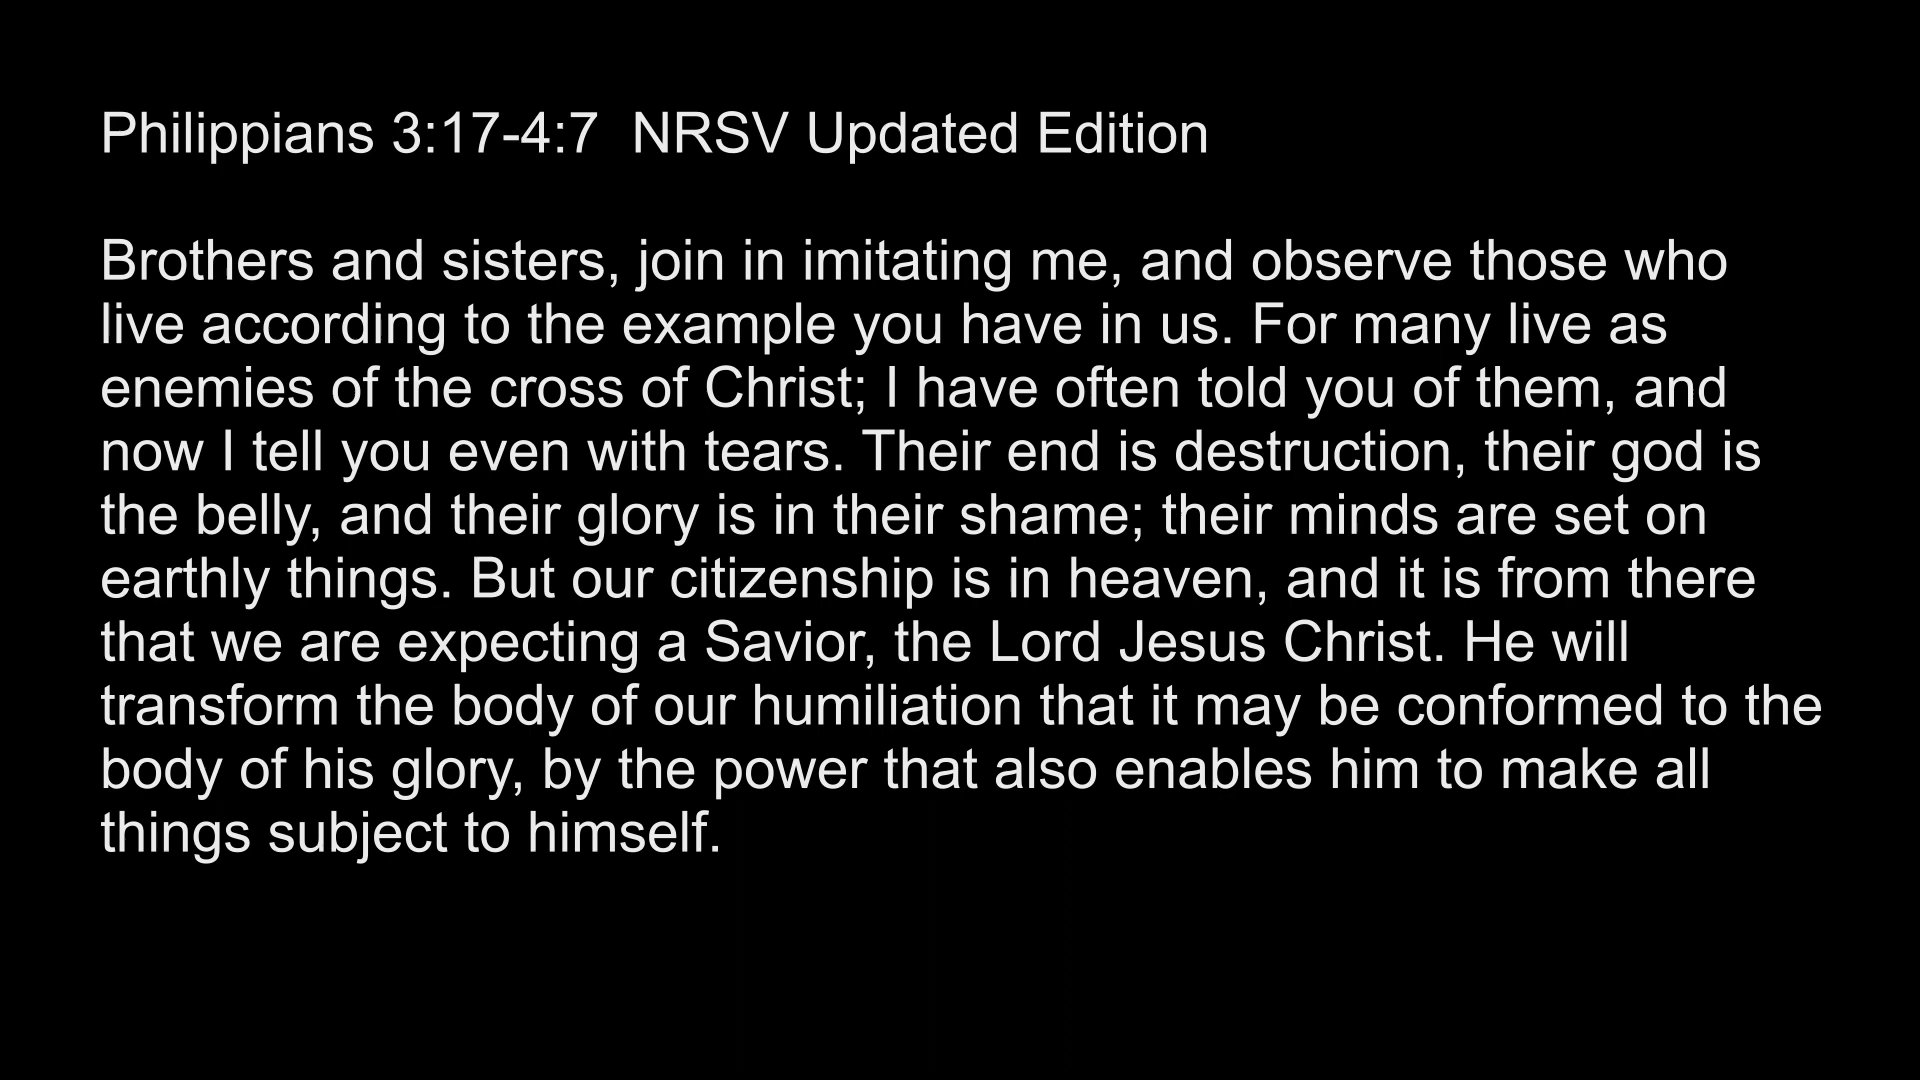 Philippians 3:17-4:7  NRSV Updated Edition
Brothers and sisters, join in imitating me, and observe those who
live according to the example you have in us. For many live as
enemies of the cross of Christ; I have often told you of them, and
now I tell you even with tears. Their end is destruction, their god is
the belly, and their glory is in their shame; their minds are set on
earthly things. But our citizenship is in heaven, and it is from there
that we are expecting a Savior, the Lord Jesus Christ. He will
transform the body of our humiliation that it may be conformed to the
body of his glory, by the power that also enables him to make all
things subject to himself.